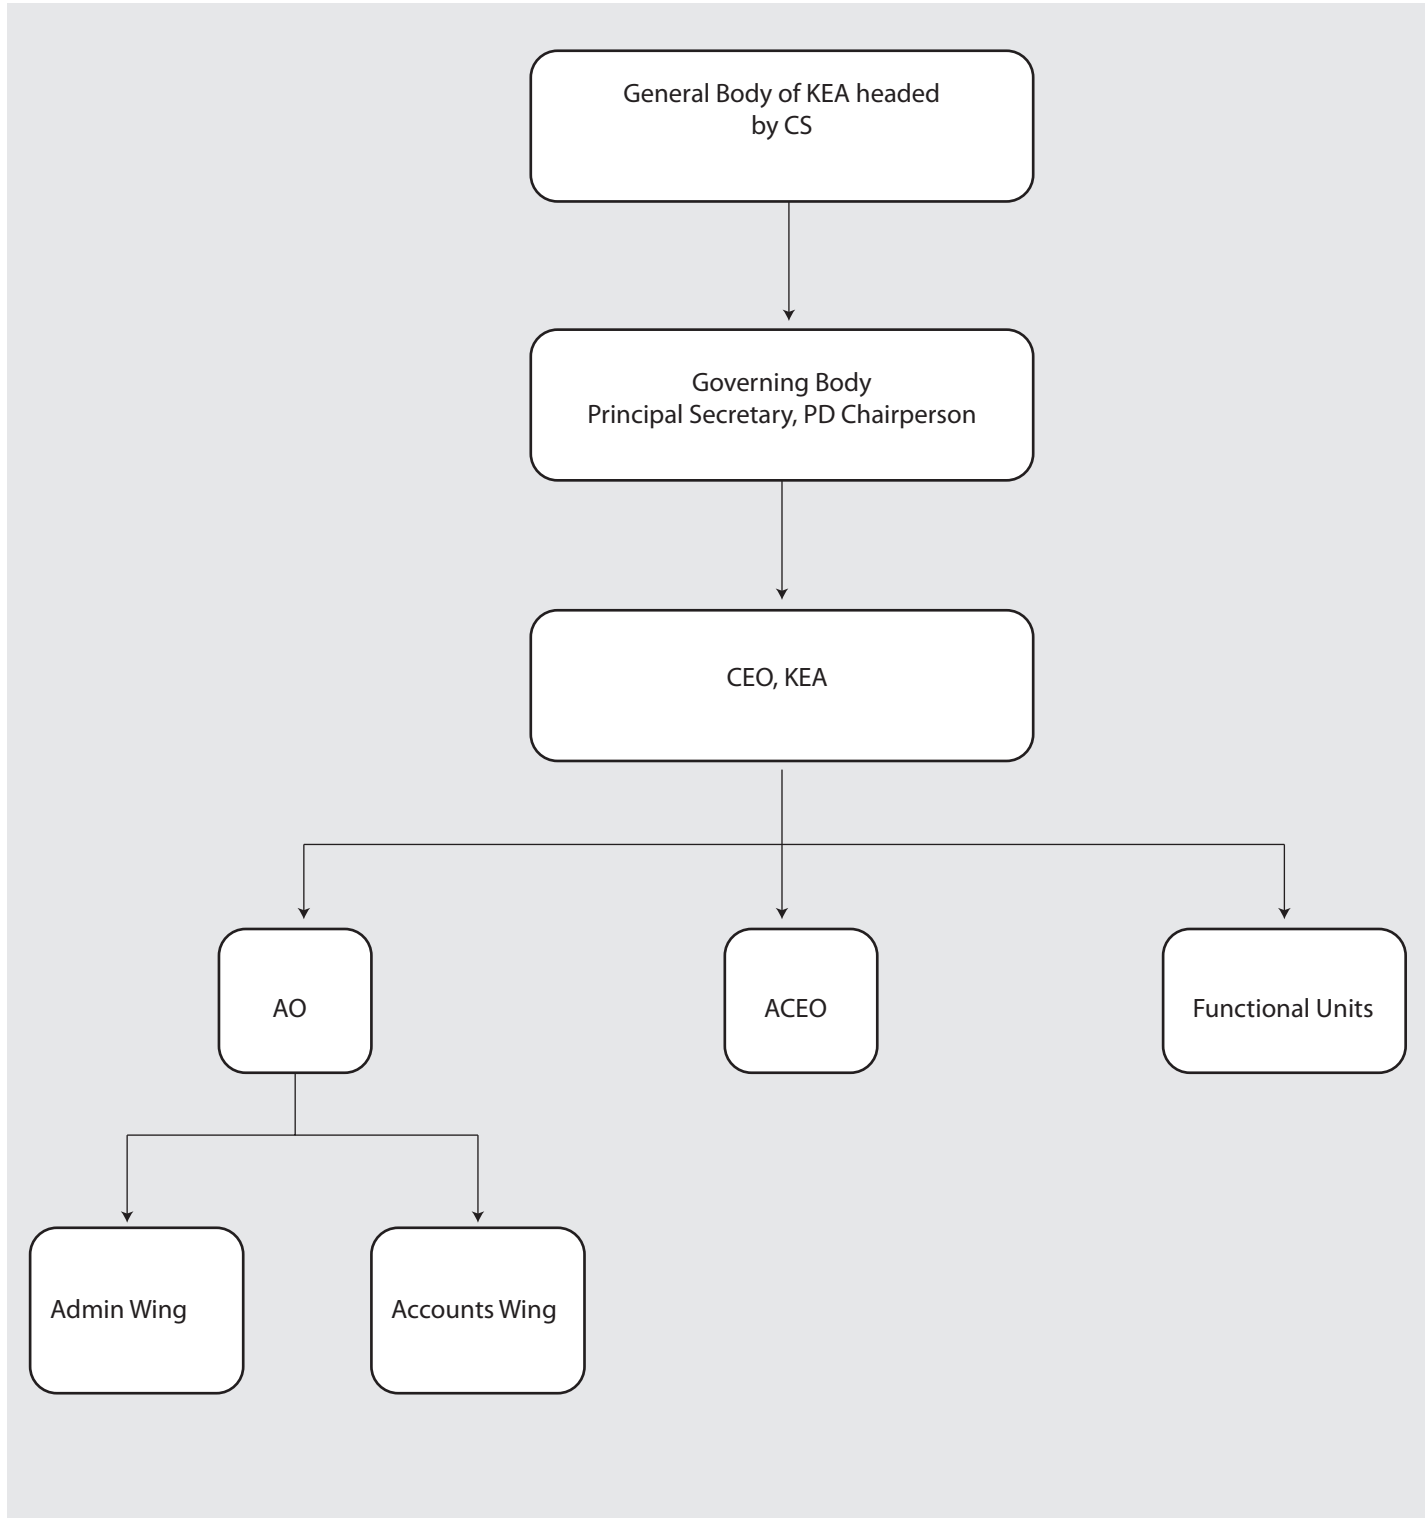 General Body of KEA headed
by CS
Governing Body
Principal Secretary, PD Chairperson
CEO, KEA
AO
ACEO
Functional Units
Admin Wing
Accounts Wing